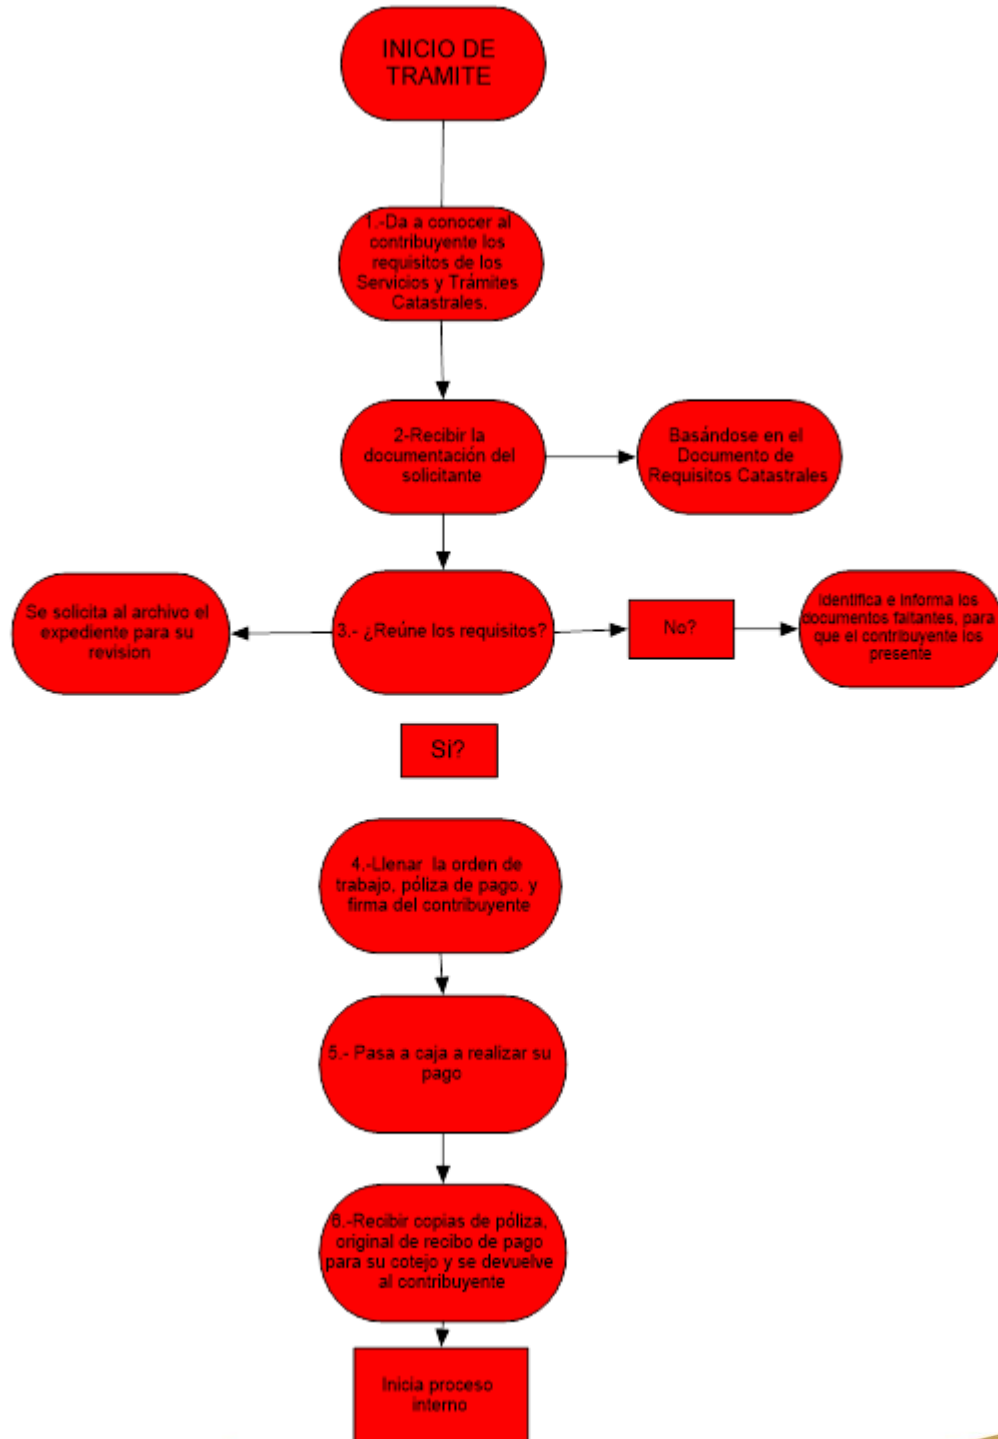 INICIO DE
TRAMITE
1.-Da a conocer al
contribuyente los
requisitos de los
Servicios y Trámites
Catastrales.
2-Recibir la
documentación del
solicitante
Basándose en el
Documento de
Requisitos Catastrales
Se solicita al archivo el
expediente para su
revision
3.- ¿Reúne los requisitos?
No?
Identifica e informa los
documentos faltantes, para
que el contribuyente los
presente
Si?
4.-Llenar la orden de
trabajo, póliza de pago. y
firma del contribuyente
5.- Pasa a caja a realizar su
pago
6.-Recibir copias de póliza,
original de recibo de pago
para su cotejo y se devuelve
al contribuyente
Inicia proceso
interno